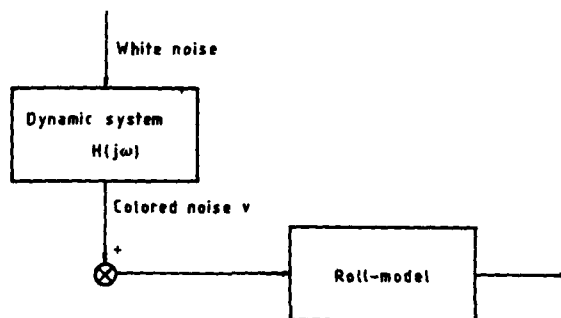 White noise
Dynamic system
H(jω)
Colored noise v
+
Roll-model